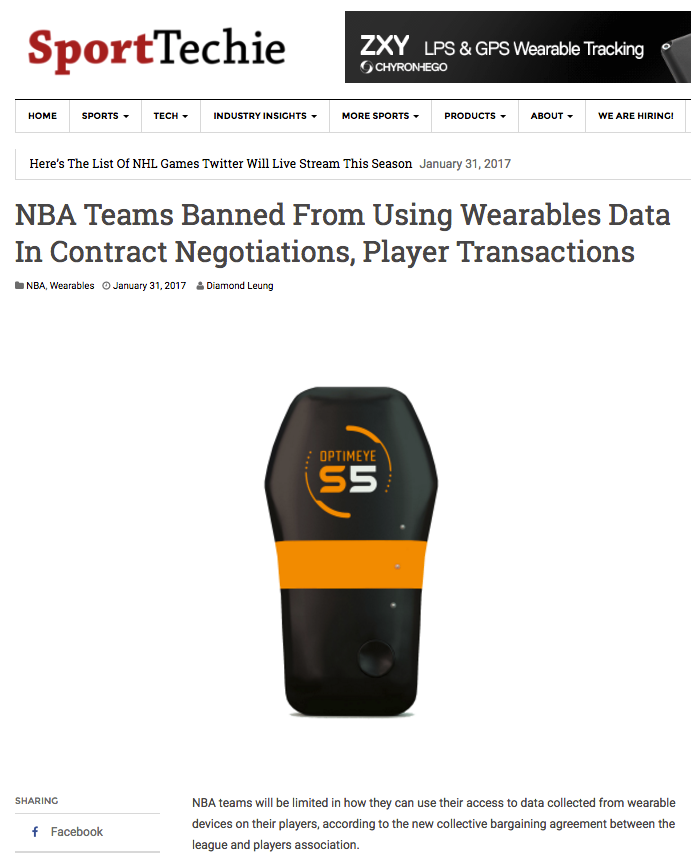 SportTechie
ZXY LPS & GPS Wearable Tracking
CHYRONHEGO
HOME SPORTS TECH INDUSTRY INSIGHTS MORE SPORTS PRODUCTS ABOUT WE ARE HIRING!
Here's The List Of NHL Games Twitter Will Live Stream This Season January 31, 2017
NBA Teams Banned From Using Wearables Data
In Contract Negotiations, Player Transactions
NBA, Wearables January 31, 2017 Diamond Leung
OPTIMEYE
S5
SHARING
Facebook
NBA teams will be limited in how they can use their access to data collected from wearable
devices on their players, according to the new collective bargaining agreement between the
league and players association.